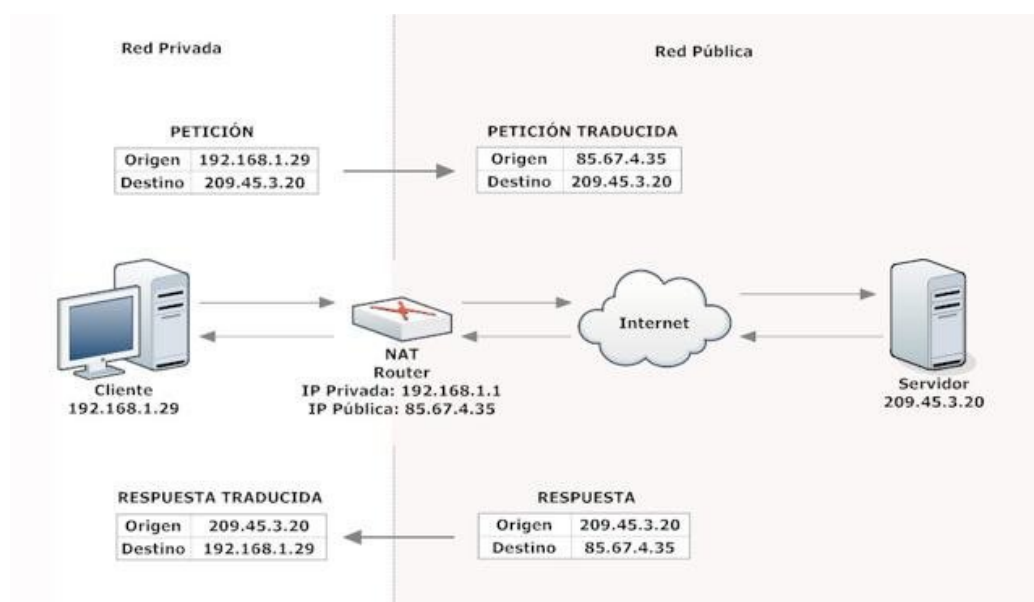 Red Privada
Red Pública
PETICIÓN
Origen 192.168.1.29
Destino 209.45.3.20
PETICIÓN TRADUCIDA
Origen 85.67.4.35
Destino 209.45.3.20
Cliente
192.168.1.29
NAT
Router
IP Privada: 192.168.1.1
IP Pública: 85.67.4.35
Internet
Servidor
209.45.3.20
RESPUESTA TRADUCIDA
Origen 209.45.3.20
Destino 192.168.1.29
RESPUESTA
Origen 209.45.3.20
Destino 85.67.4.35